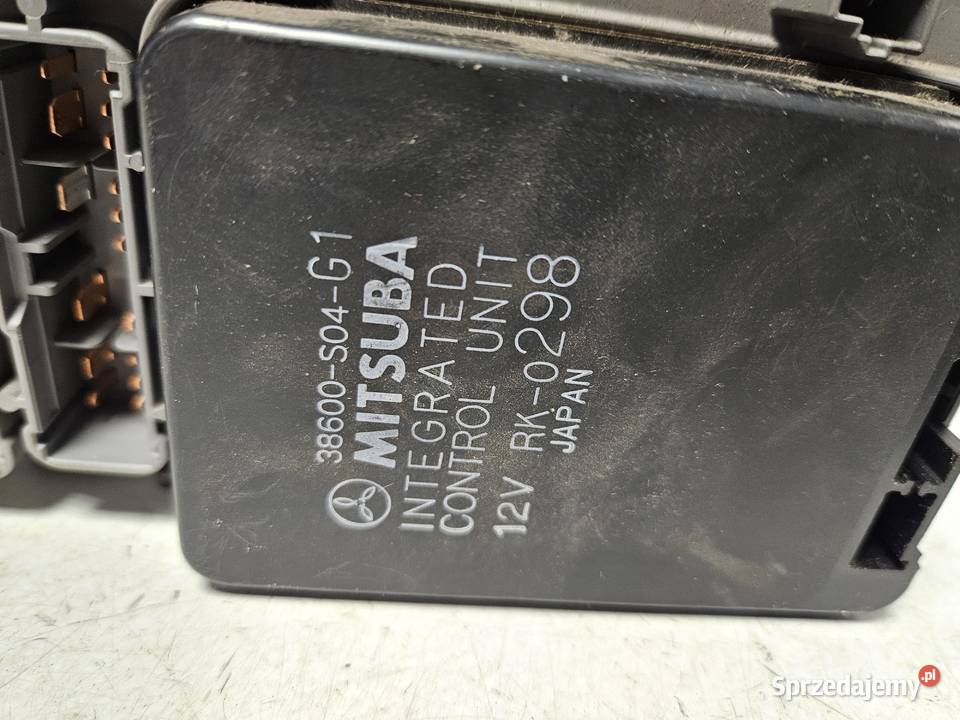 38600-S04-G1
MITSUBA
INTEGRATED
CONTROL UNIT
12V RK-0298
JAPAN
Sprzedajemy.pl